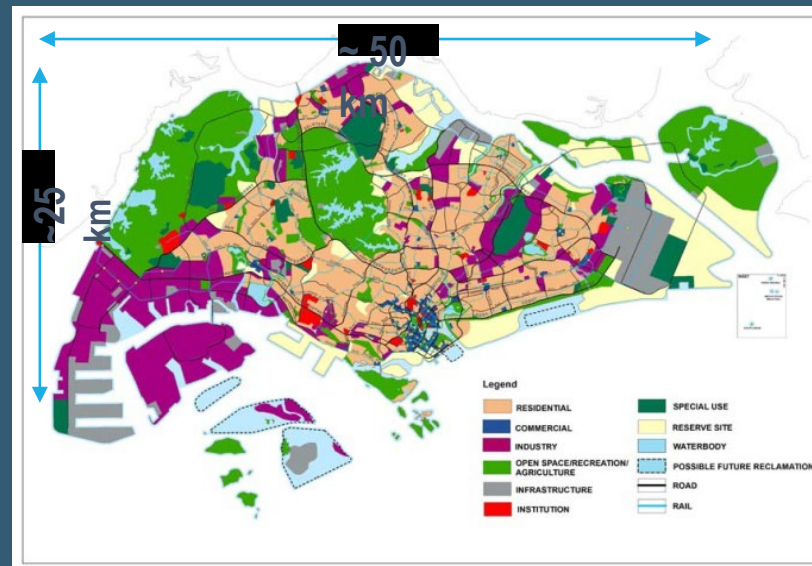 ~ 50
km
~25
km
Legend
RESIDENTIAL
COMMERCIAL
INDUSTRY
OPEN SPACE/RECREATION/
AGRICULTURE
INFRASTRUCTURE
INSTITUTION
SPECIAL USE
RESERVE SITE
WATERBODY
POSSIBLE FUTURE RECLAMATION
ROAD
RAIL